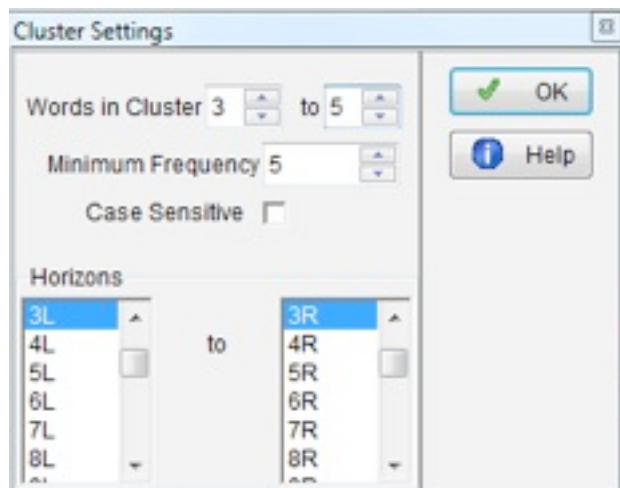 Cluster Settings
Words in Cluster 3 to 5
OK
Minimum Frequency 5
Help
Case Sensitive
Horizons
3L to 3R
4L 4R
5L 5R
6L 6R
7L 7R
8L 8R